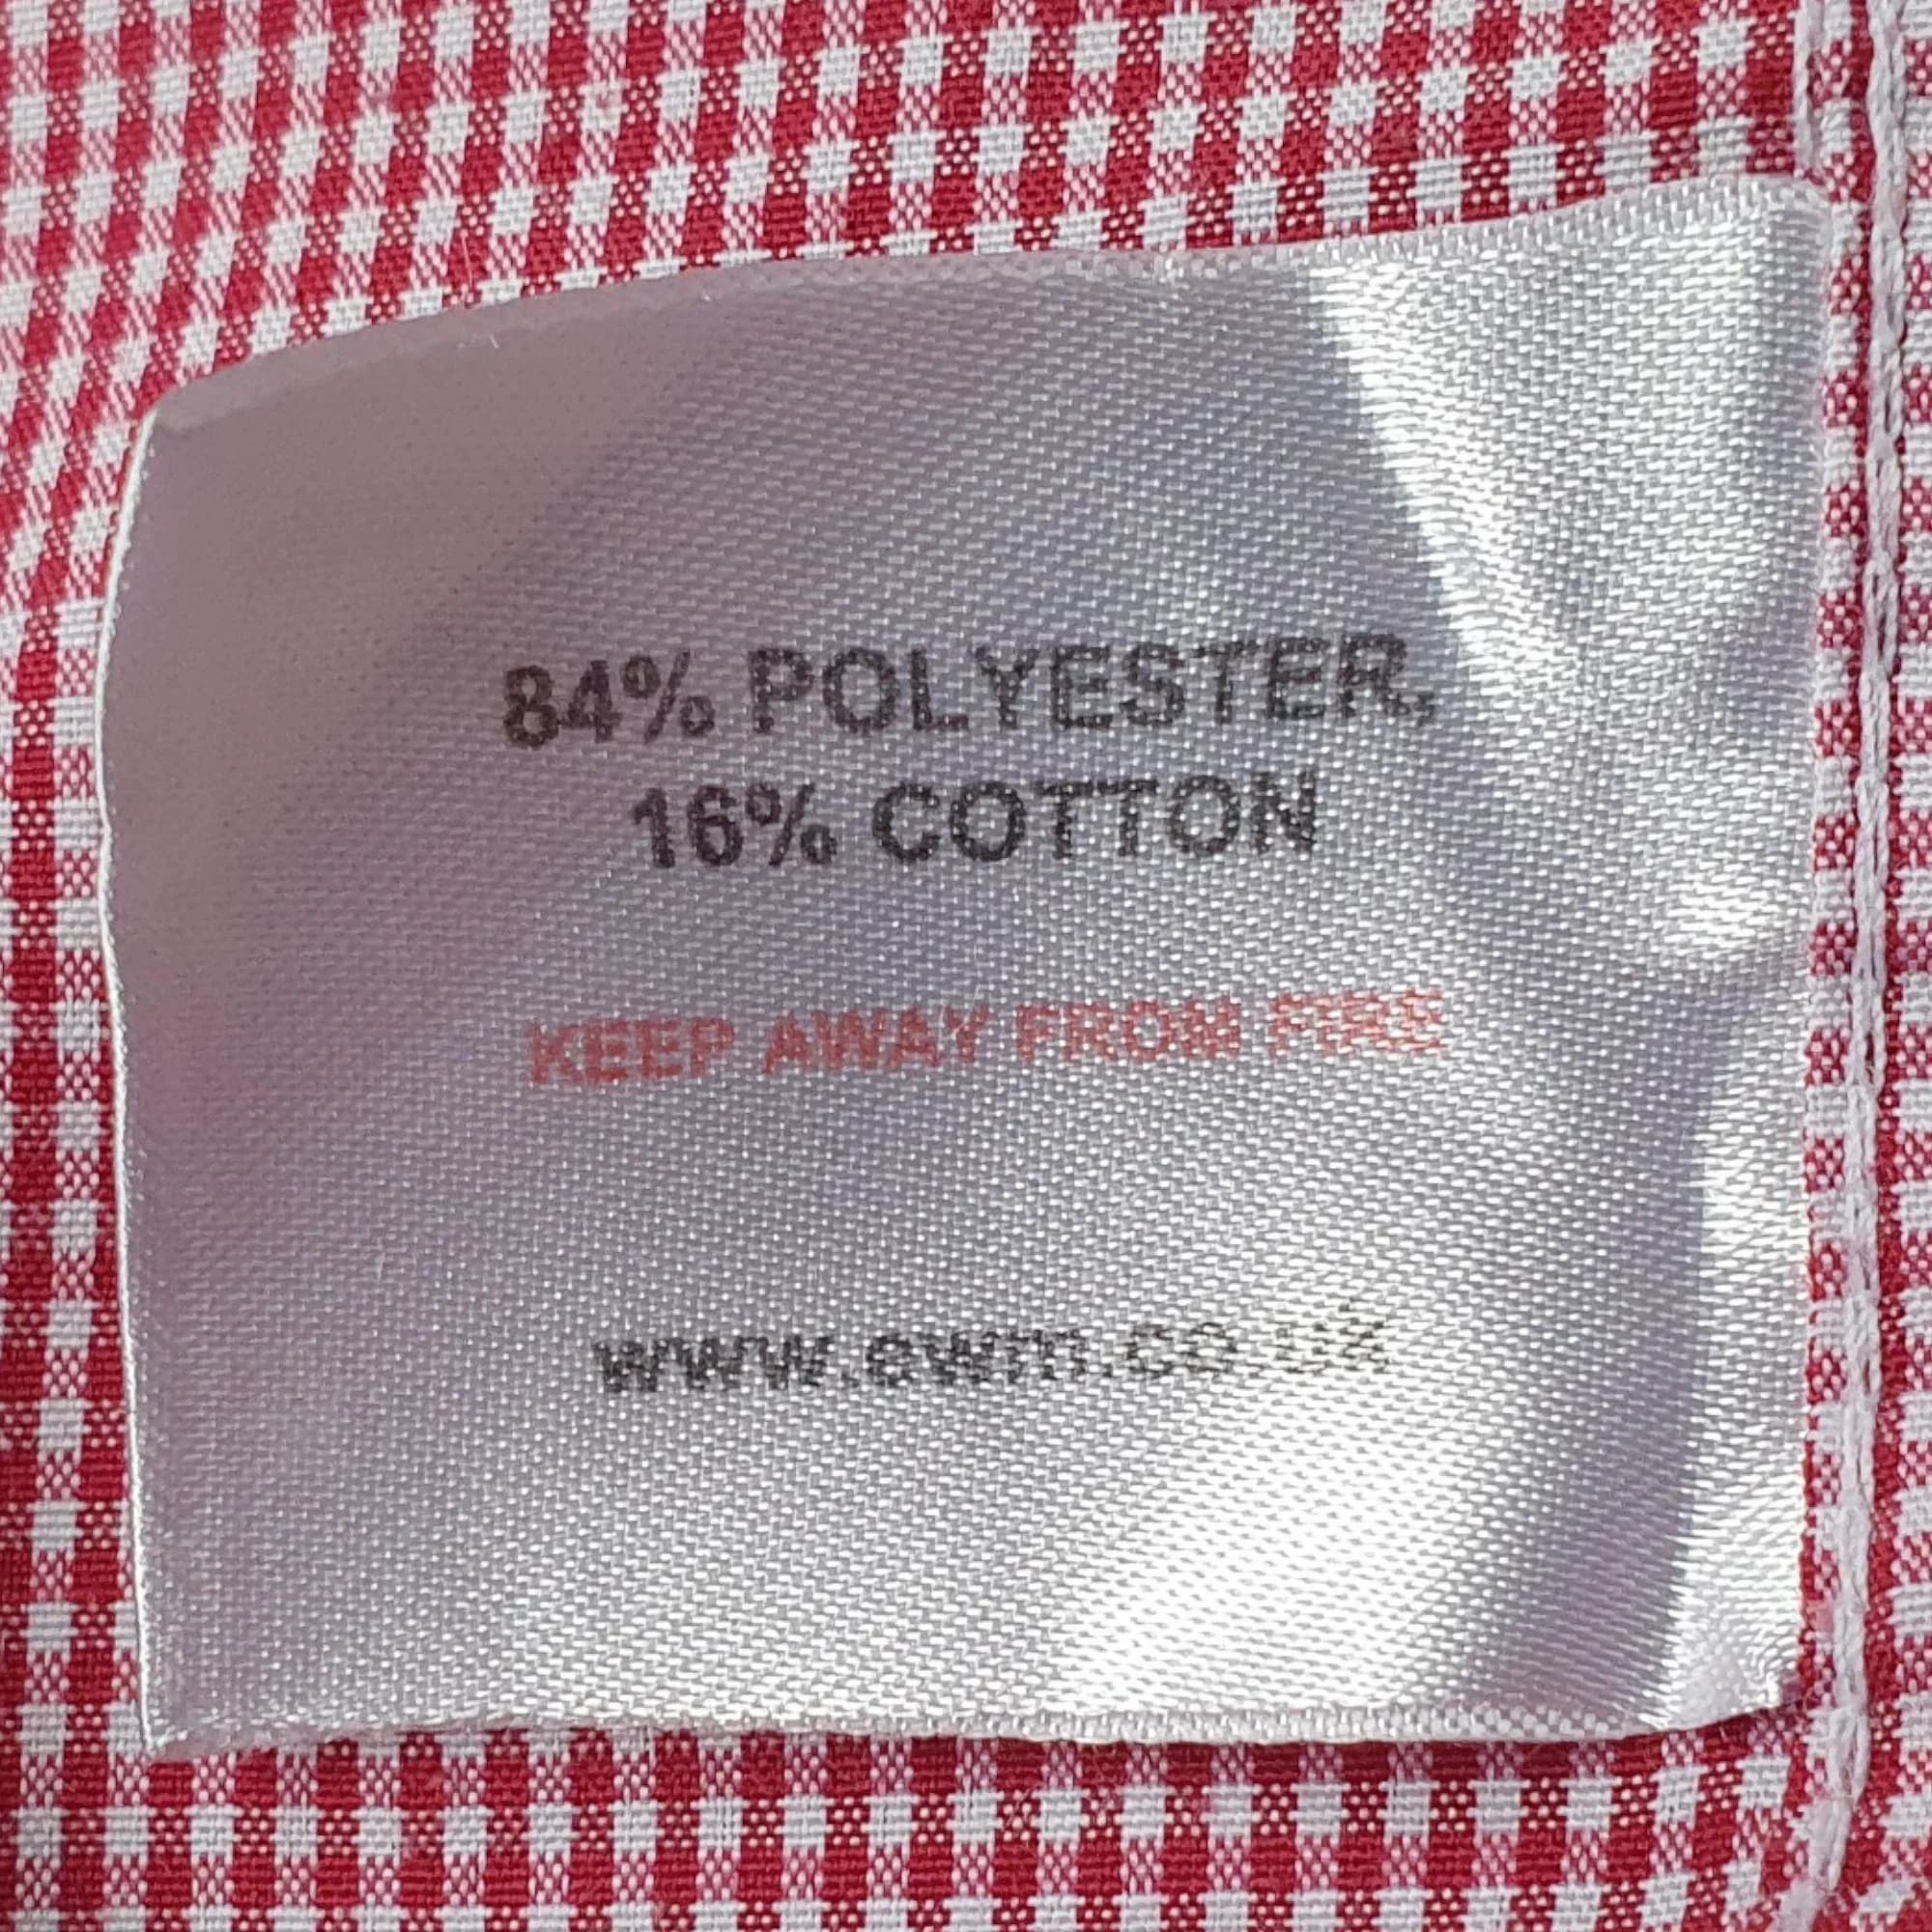 84% POLYESTER,
16% COTTON
KEEP AWAY FROM FIRE
www.ewm.co.uk